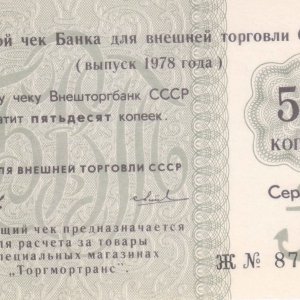 ой чек Банка для внешней торговли С
(выпуск 1978 года)
у чеку Внешторгбанк СССР
атит пятьдесят копеек.
5
КОП
ЛЯ ВНЕШНЕЙ ТОРГОВЛИ СССР
Сер
щий чек предназначается
ля расчета за товары
специальных магазинах
„Торгмортранс".
Ж № 87